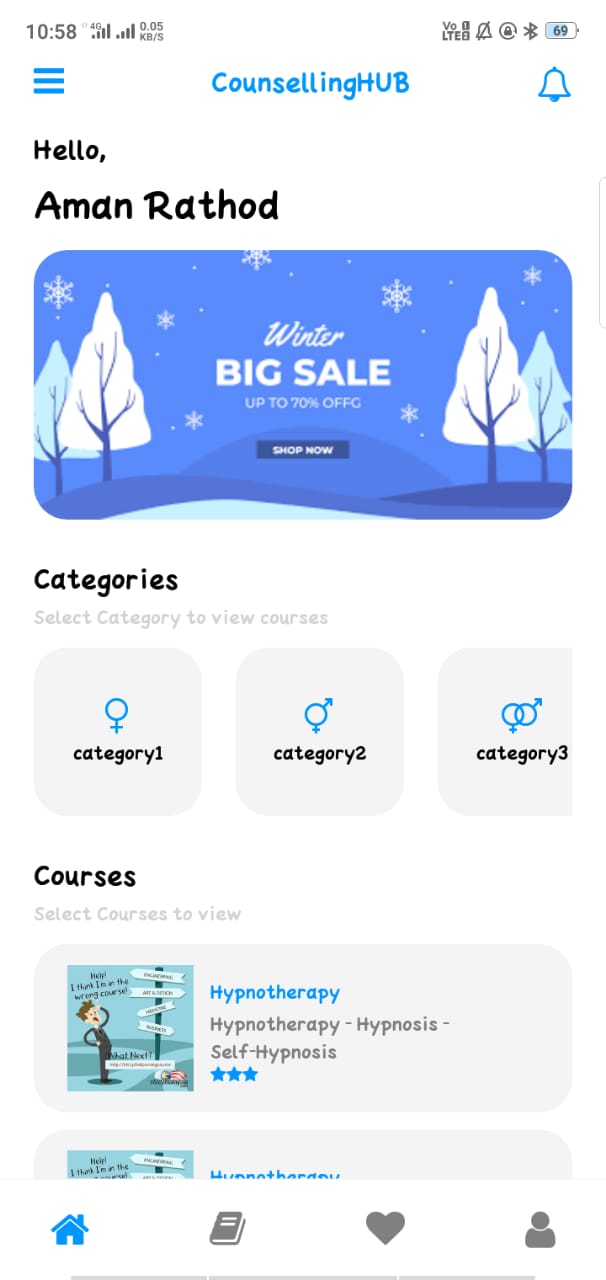 10:58 4G 0.05
KB/S
Vo
LTE 69
CounsellingHUB
Hello,
Aman Rathod
Winter
BIG SALE
UP TO 70% OFFG
SHOP NOW
Categories
Select Category to view courses
category1 category2 category3
Courses
Select Courses to view
Help!
I think I'm in the
wrong course!
ENGINEERING
ART & DESIGN
MEDICINE
BUSINESS
What Next?
Hypnotherapy
Hypnotherapy - Hypnosis -
Self-Hypnosis
Help!
I think I'm in the
ENGINEERING
ART & DESIGN
Hypnotherapy